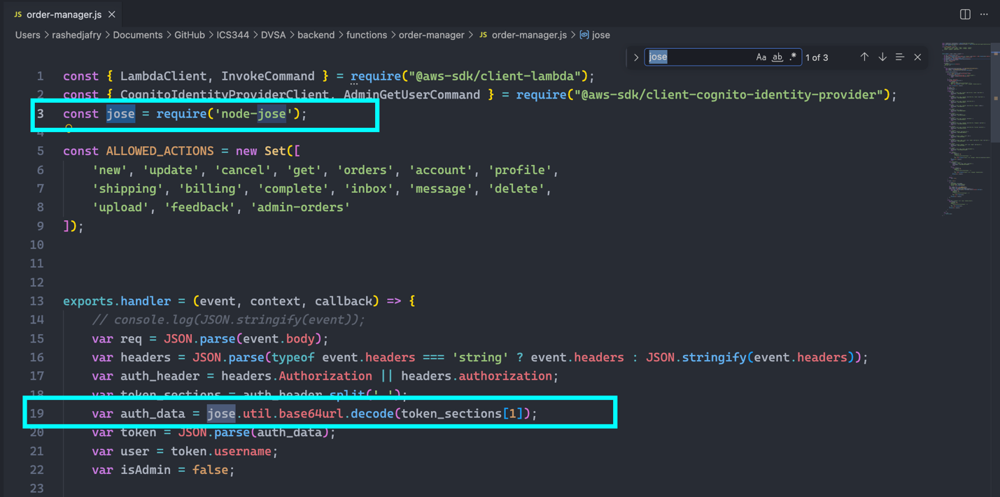 JS order-manager.js
Users > rashedjafry > Documents > GitHub > ICS344 > DVSA > backend > functions > order-manager > JS order-manager.js > jose
jose Aa ab .* 1 of 3
1 const { LambdaClient, InvokeCommand } = require("@aws-sdk/client-lambda");
2 const { CognitoIdentityProviderClient, AdminGetUserCommand } = require("@aws-sdk/client-cognito-identity-provider");
3 const jose = require('node-jose');
4
5 const ALLOWED_ACTIONS = new Set([
6 'new', 'update', 'cancel', 'get', 'orders', 'account', 'profile',
7 'shipping', 'billing', 'complete', 'inbox', 'message', 'delete',
8 'upload', 'feedback', 'admin-orders'
9 ]);
10
11
12
13 exports.handler = (event, context, callback) => {
14 // console.log(JSON.stringify(event));
15 var req = JSON.parse(event.body);
16 var headers = JSON.parse(typeof event.headers === 'string' ? event.headers : JSON.stringify(event.headers));
17 var auth_header = headers.Authorization || headers.authorization;
18 var token_sections = auth_header.split('.');
19 var auth_data = jose.util.base64url.decode(token_sections[1]);
20 var token = JSON.parse(auth_data);
21 var user = token.username;
22 var isAdmin = false;
23